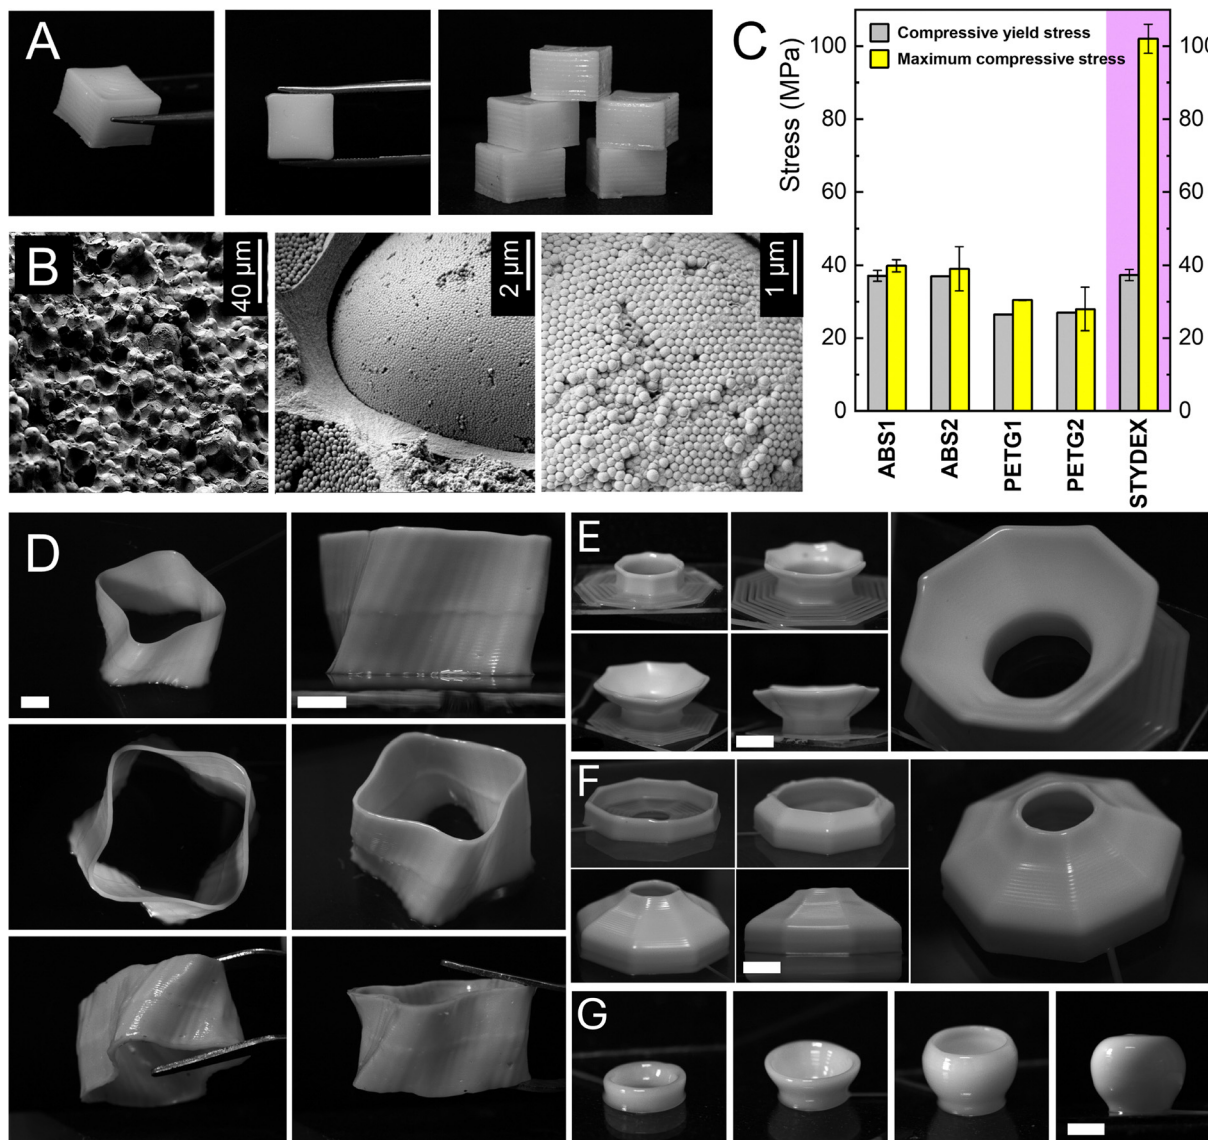 A
B
40 µm
2 µm
1 µm
C
Stress (MPa)
Compressive yield stress
Maximum compressive stress
100
80
60
40
20
0
100
80
60
40
20
0
ABS1
ABS2
PETG1
PETG2
STYDEX
D
E
F
G